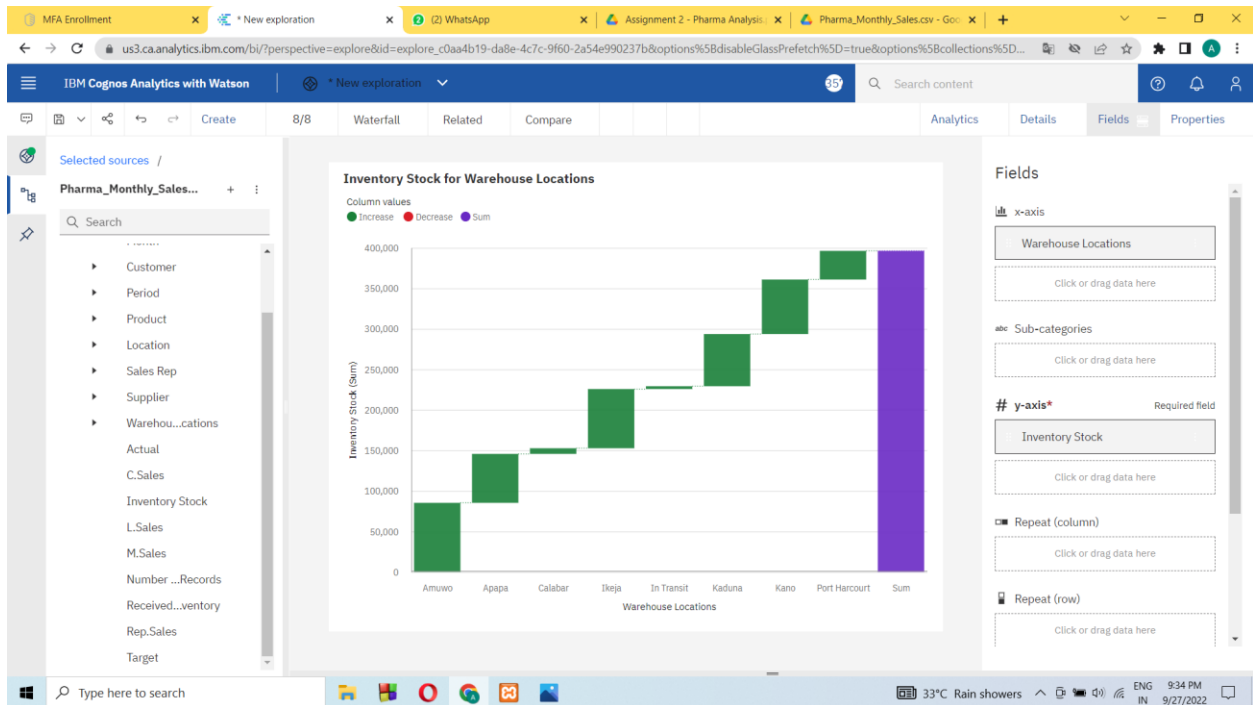 MFA Enrollment
* New exploration
(2) WhatsApp
Assignment 2 - Pharma Analysis.
Pharma_Monthly_Sales.csv - Goo
us3.ca.analytics.ibm.com/bi/?perspective=explore&id=explore_c0aa4b19-da8e-4c7c-9f60-2a54e990237b&options%5BdisableGlassPrefetch%5D=true&options%5Bcollections%5D...
A
IBM Cognos Analytics with Watson
* New exploration
35
Search content
Create
8/8
Waterfall
Related
Compare
Analytics
Details
Fields
Properties
Selected sources /
Pharma_Monthly_Sales...
Search
Month
Customer
Period
Product
Location
Sales Rep
Supplier
Warehou...cations
Actual
C.Sales
Inventory Stock
L.Sales
M.Sales
Number ...Records
Received...ventory
Rep.Sales
Target
Inventory Stock for Warehouse Locations
Column values
Increase Decrease Sum
Inventory Stock (Sum)
400,000
350,000
300,000
250,000
200,000
150,000
100,000
50,000
0
Amuwo Apapa Calabar Ikeja In Transit Kaduna Kano Port Harcourt Sum
Warehouse Locations
Fields
x-axis
Warehouse Locations
Click or drag data here
abc Sub-categories
Click or drag data here
# y-axis* Required field
Inventory Stock
Click or drag data here
Repeat (column)
Click or drag data here
Repeat (row)
Click or drag data here
Type here to search
33°C Rain showers
ENG
IN
9:34 PM
9/27/2022